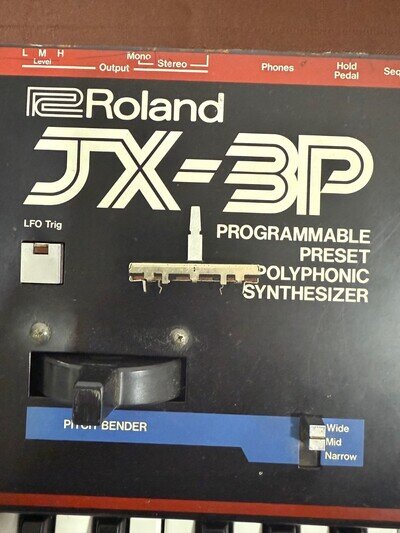 L M H
Level
Output
Mono
Stereo
Phones
Hold
Pedal
Seq
Roland
JX-3P
LFO Trig
PROGRAMMABLE
PRESET
POLYPHONIC
SYNTHESIZER
PITCH BENDER
Wide
Mid
Narrow